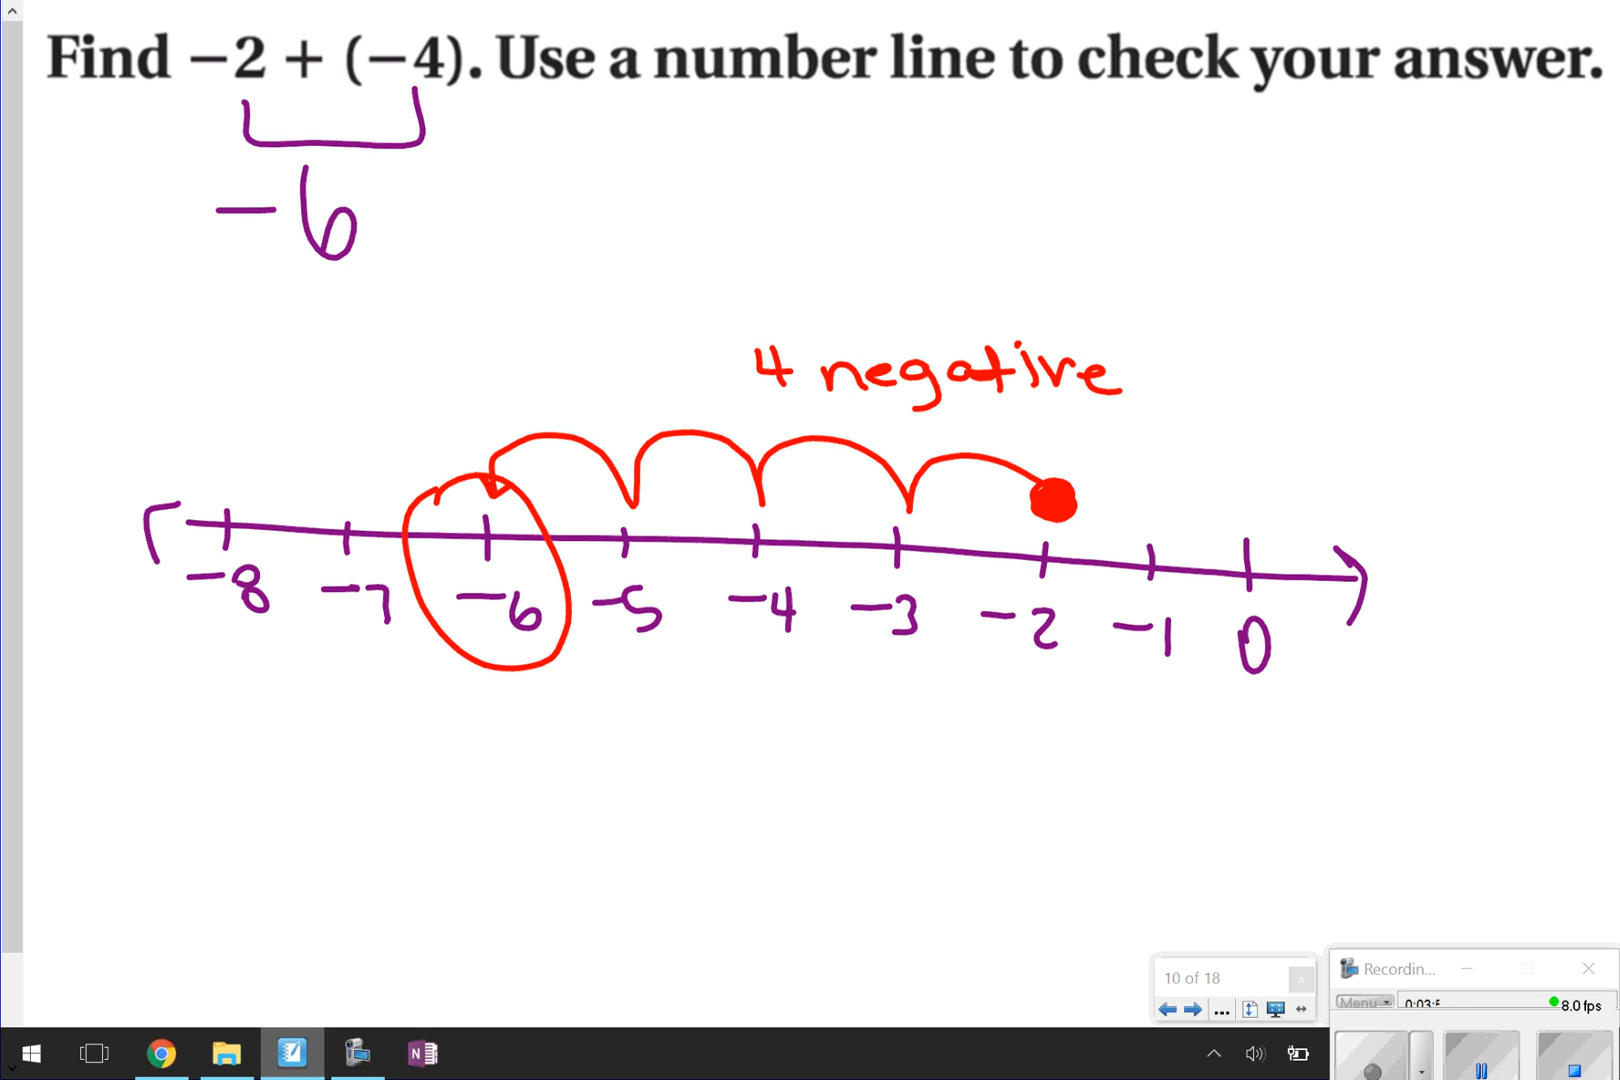 Find −2 + (−4). Use a number line to check your answer.
−6
4 negative
−8 −7 −6 −5 −4 −3 −2 −1 0
10 of 18
Recordin...
Menu
8.0 fps
N